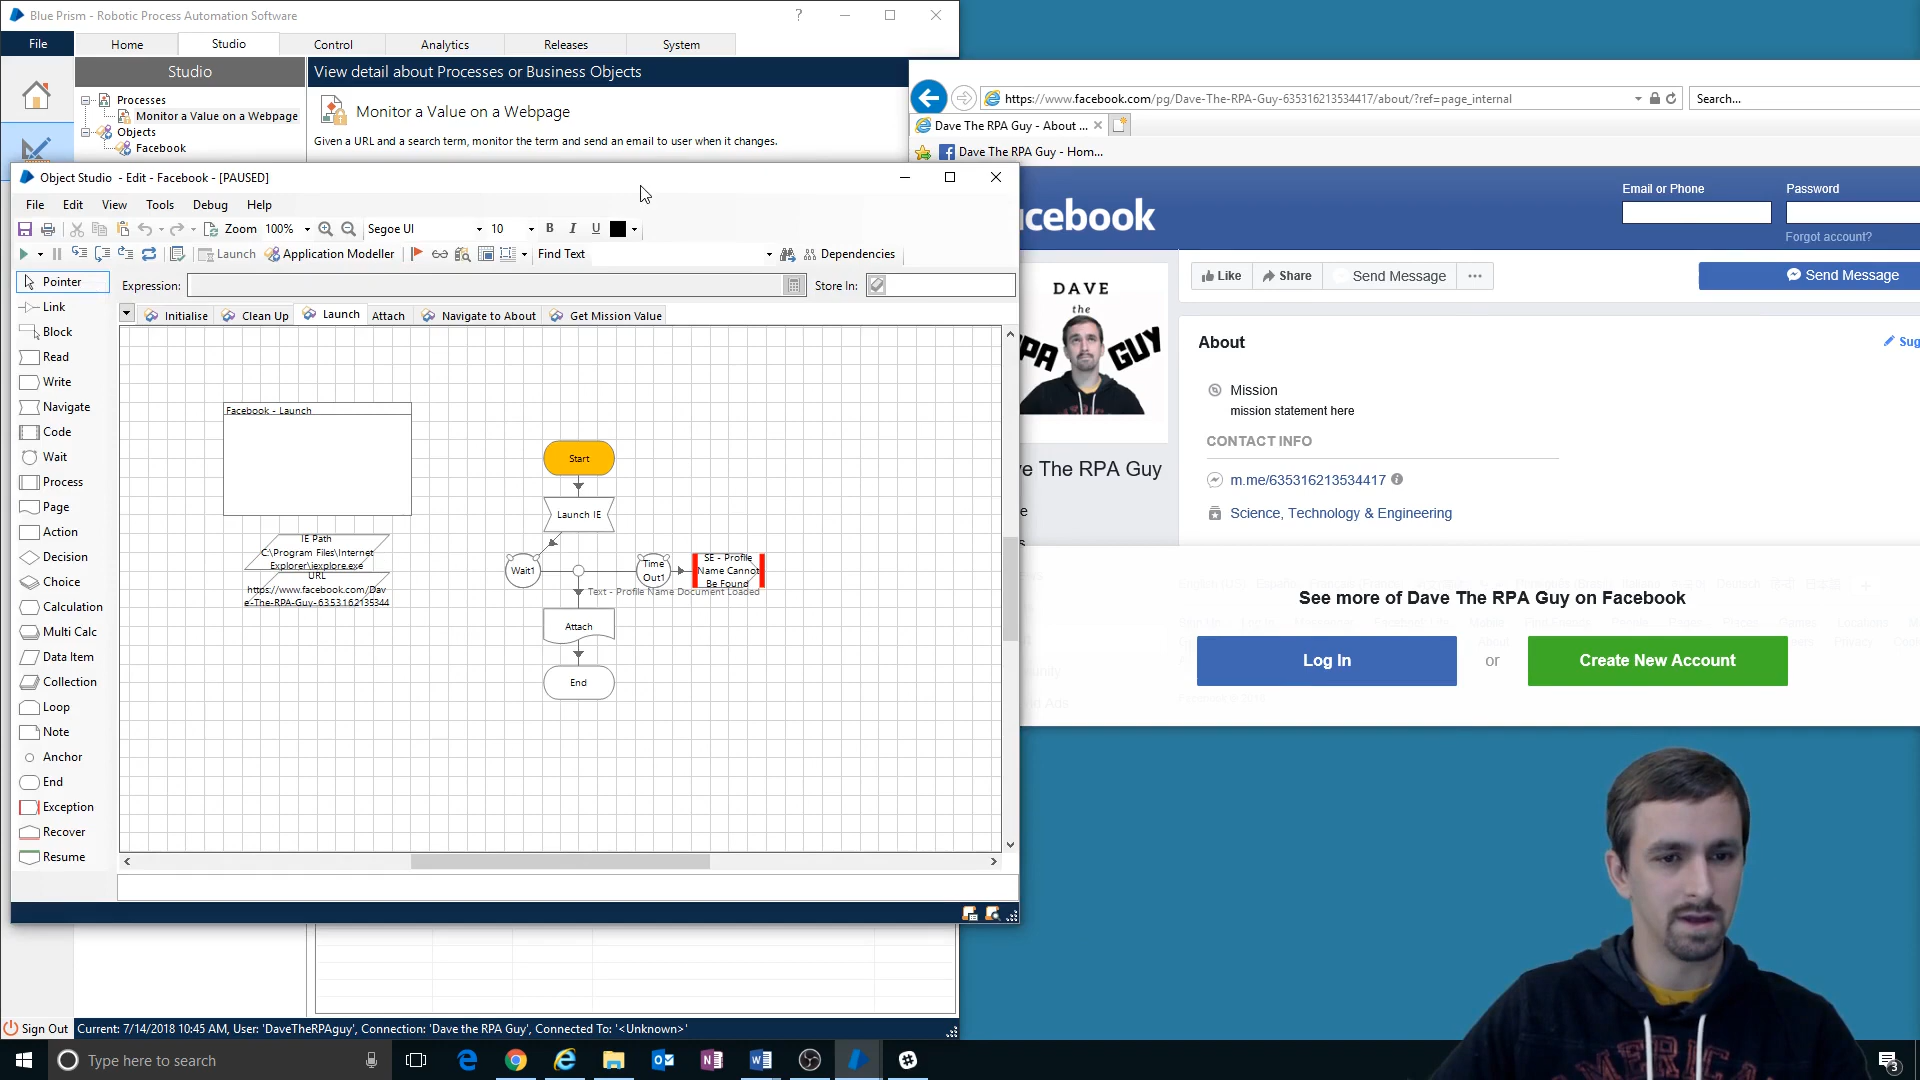 Blue Prism - Robotic Process Automation Software
?
File
Home
Studio
Control
Analytics
Releases
System
Studio
View detail about Processes or Business Objects
Processes
Monitor a Value on a Webpage
Objects
Facebook
Monitor a Value on a Webpage
Given a URL and a search term, monitor the term and send an email to user when it changes.
https://www.facebook.com/pg/Dave-The-RPA-Guy-635316213534417/about/?ref=page_internal
Search...
Dave The RPA Guy - About ...
Dave The RPA Guy - Hom...
Object Studio - Edit - Facebook - [PAUSED]
File
Edit
View
Debug
Tools
Help
Zoom
100%
Segoe UI
10
B
I
U
Launch
Application Modeller
Find Text
Dependencies
Expression:
Store In:
Initialise
Clean Up
Launch
Attach
Navigate to About
Get Mission Value
Pointer
Link
Block
Read
Write
Navigate
Code
Wait
Process
Page
Action
Decision
Choice
Calculation
Multi Calc
Data Item
Collection
Loop
Note
Anchor
End
Exception
Recover
Resume
Facebook - Launch
IE Path
C:\Program Files\Internet
Explorer\iexplore.exe
URL
https://www.facebook.com/Dav
e-The-RPA-Guy-6353162135344
Start
Launch IE
Wait1
Time
Out1
SE - Profile
Name Cannot
Be Found
Text - Profile Name Document Loaded
Attach
End
cebook
Email or Phone
Password
Forgot account?
Like
Share
Send Message
Send Message
DAVE
the
PA
GUY
e The RPA Guy
About
Sug
Mission
mission statement here
CONTACT INFO
m.me/635316213534417
Science, Technology & Engineering
See more of Dave The RPA Guy on Facebook
Log In
or
Create New Account
Sign Out
Current: 7/14/2018 10:45 AM, User: 'DaveTheRPAguy', Connection: 'Dave the RPA Guy', Connected To: '<Unknown>'
Type here to search
3